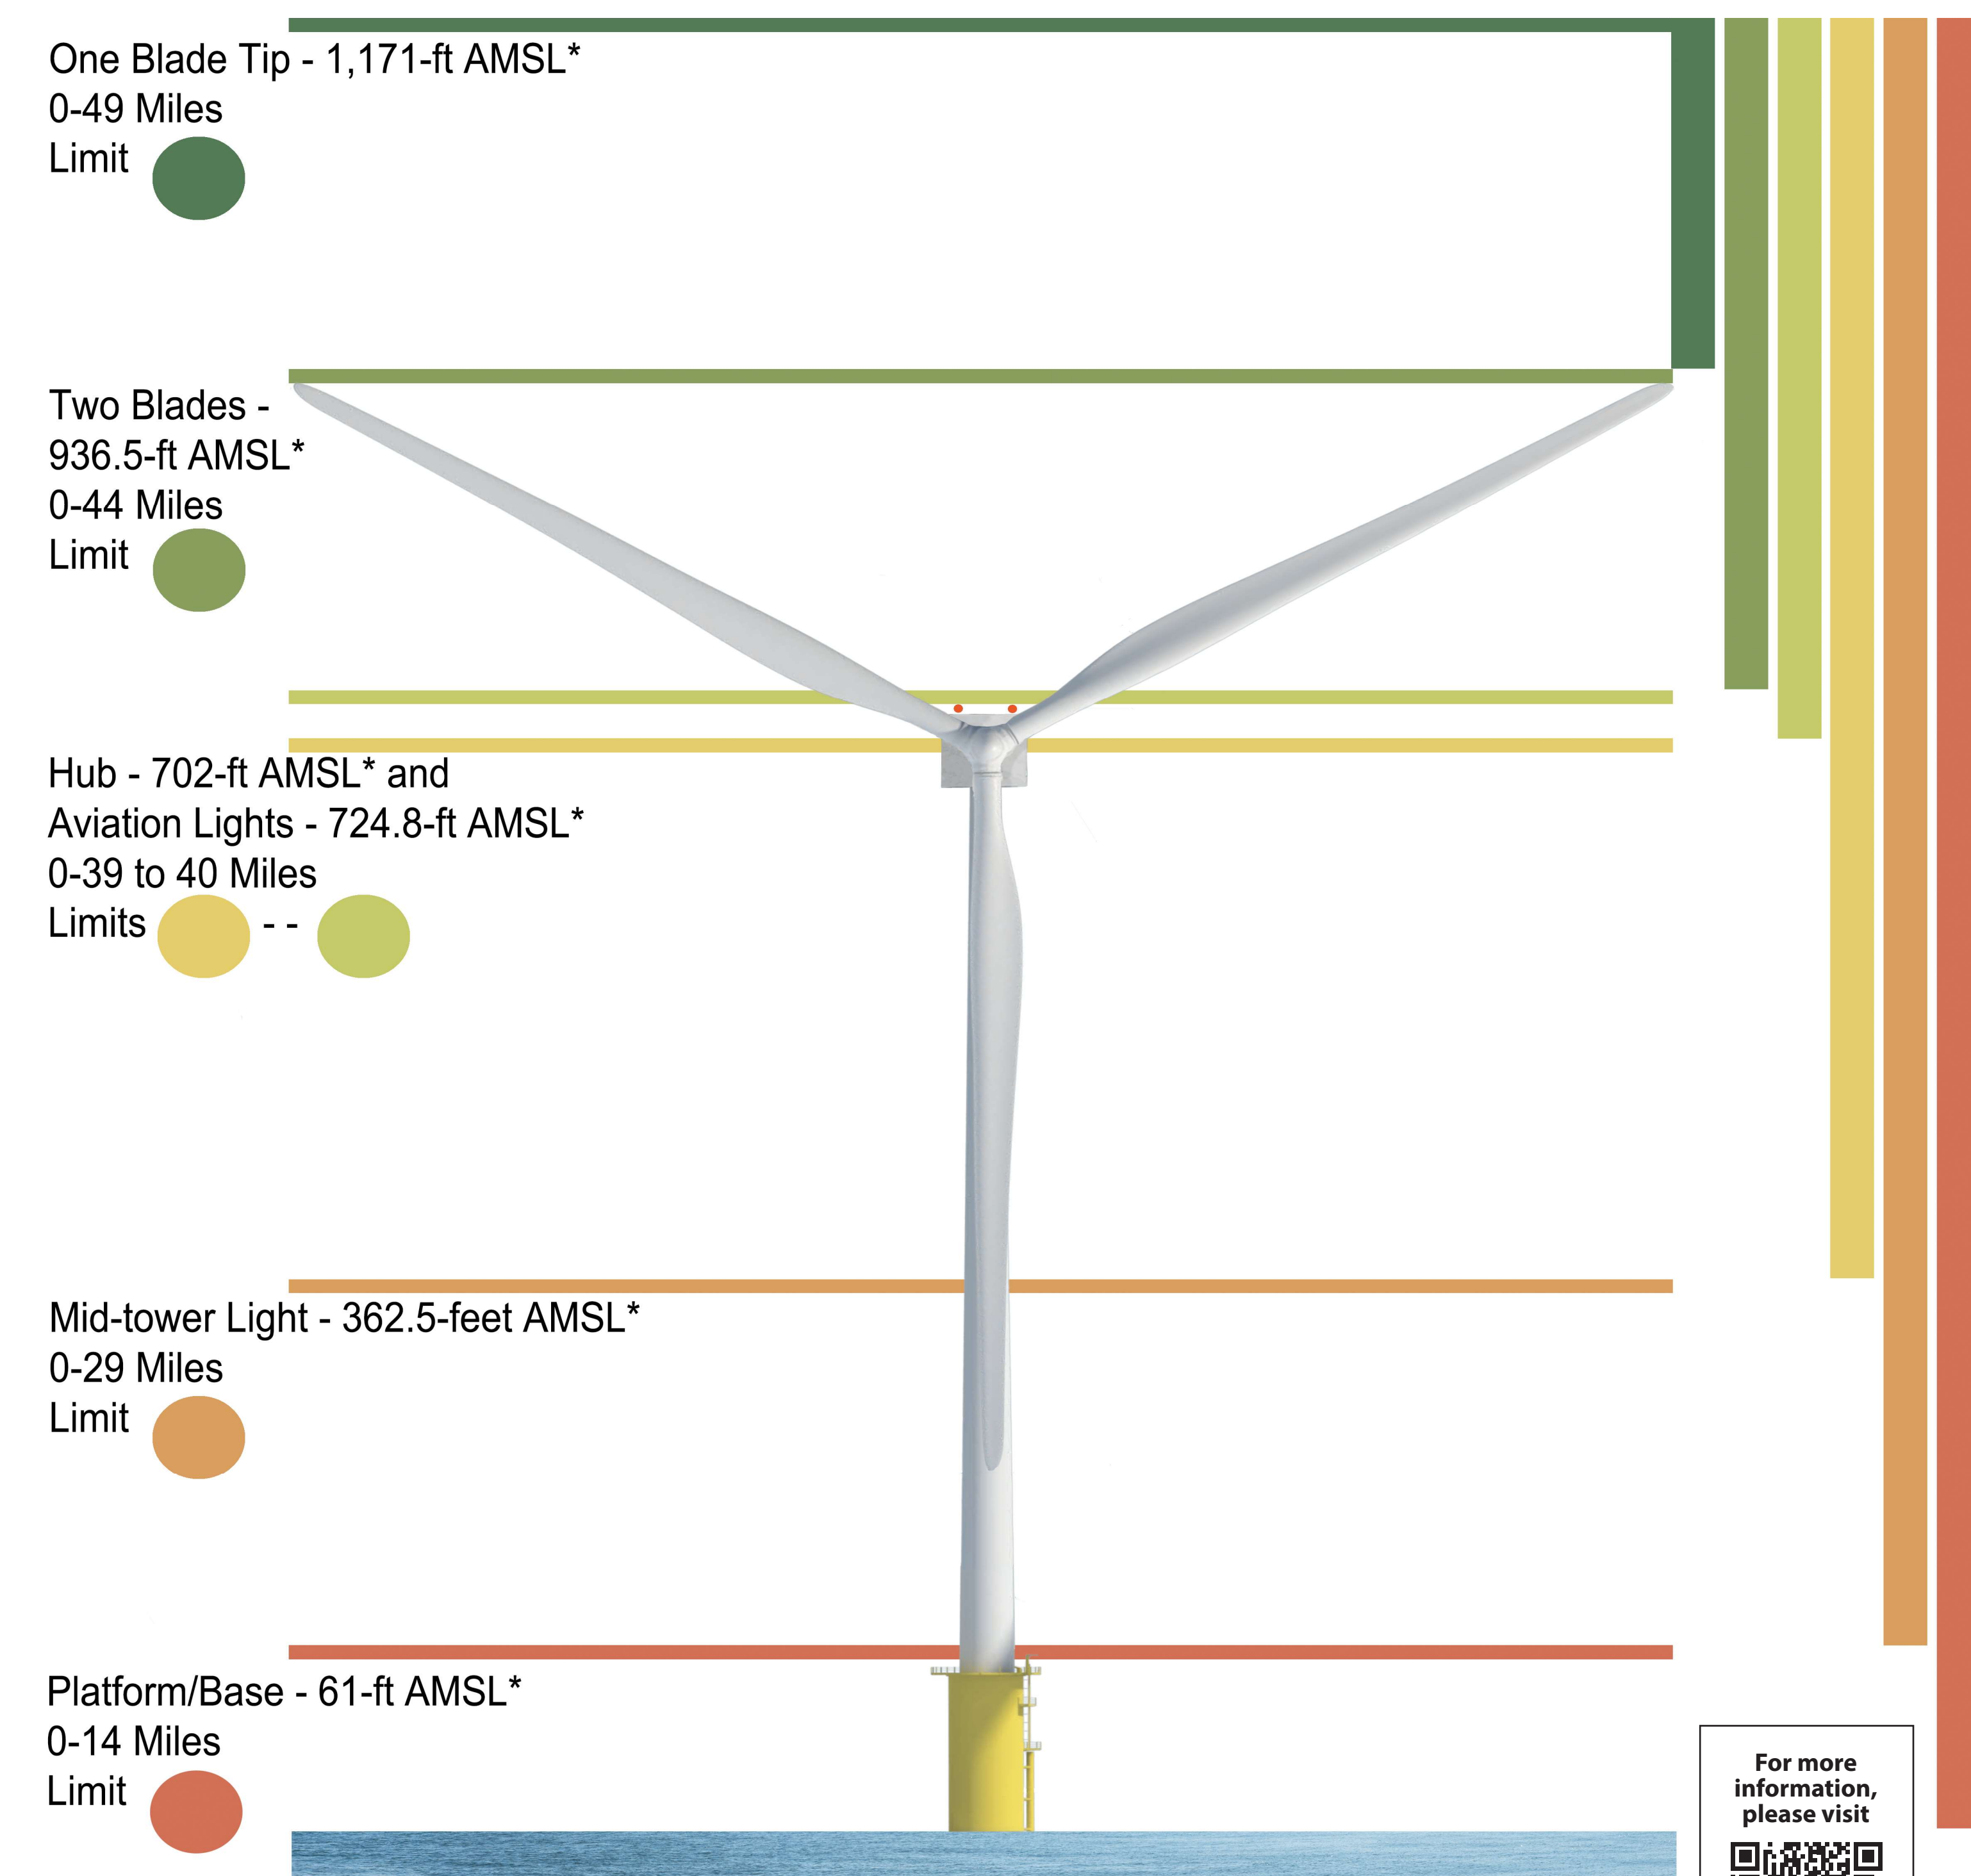 One Blade Tip - 1,171-ft AMSL*
0-49 Miles
Limit
Two Blades -
936.5-ft AMSL*
0-44 Miles
Limit
Hub - 702-ft AMSL* and
Aviation Lights - 724.8-ft AMSL*
0-39 to 40 Miles
Limits - -
Mid-tower Light - 362.5-feet AMSL*
0-29 Miles
Limit
Platform/Base - 61-ft AMSL*
0-14 Miles
Limit
For more
information,
please visit